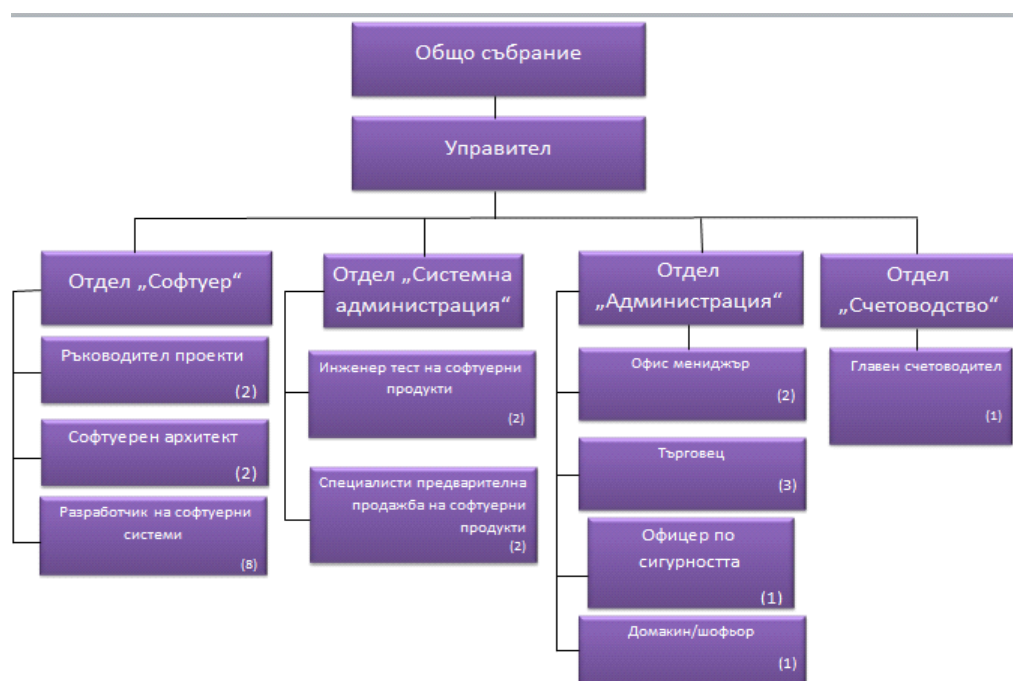 Общо събрание
Управител
Отдел „Софтуер“
Ръководител проекти
(2)
Софтуерен архитект
(2)
Разработчик на софтуерни
системи
(8)
Отдел „Системна
администрация“
Инженер тест на софтуерни
продукти
(2)
Специалисти предварителна
продажба на софтуерни
продукти
(2)
Отдел
„Администрация“
Офис мениджър
(2)
Търговец
(3)
Офицер по
сигурността
(1)
Домакин/шофьор
(1)
Отдел
„Счетоводство“
Главен счетоводител
(1)